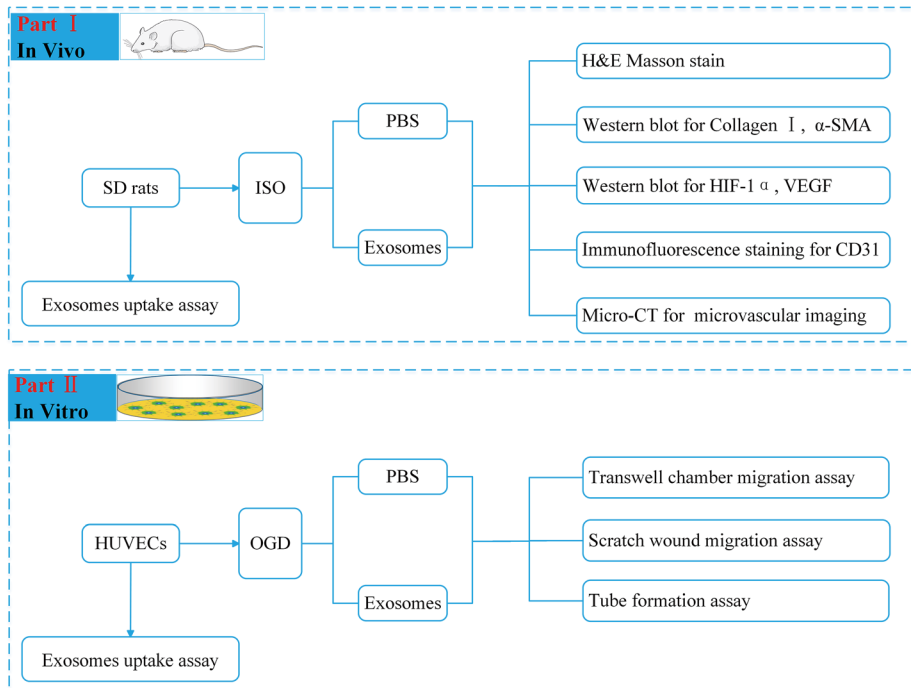 Part Ⅰ
In Vivo
H&E Masson stain
PBS
Western blot for Collagen Ⅰ, α-SMA
SD rats
ISO
Western blot for HIF-1α, VEGF
Exosomes
Immunofluorescence staining for CD31
Exosomes uptake assay
Micro-CT for microvascular imaging
Part Ⅱ
In Vitro
PBS
Transwell chamber migration assay
HUVECs
OGD
Scratch wound migration assay
Exosomes
Tube formation assay
Exosomes uptake assay